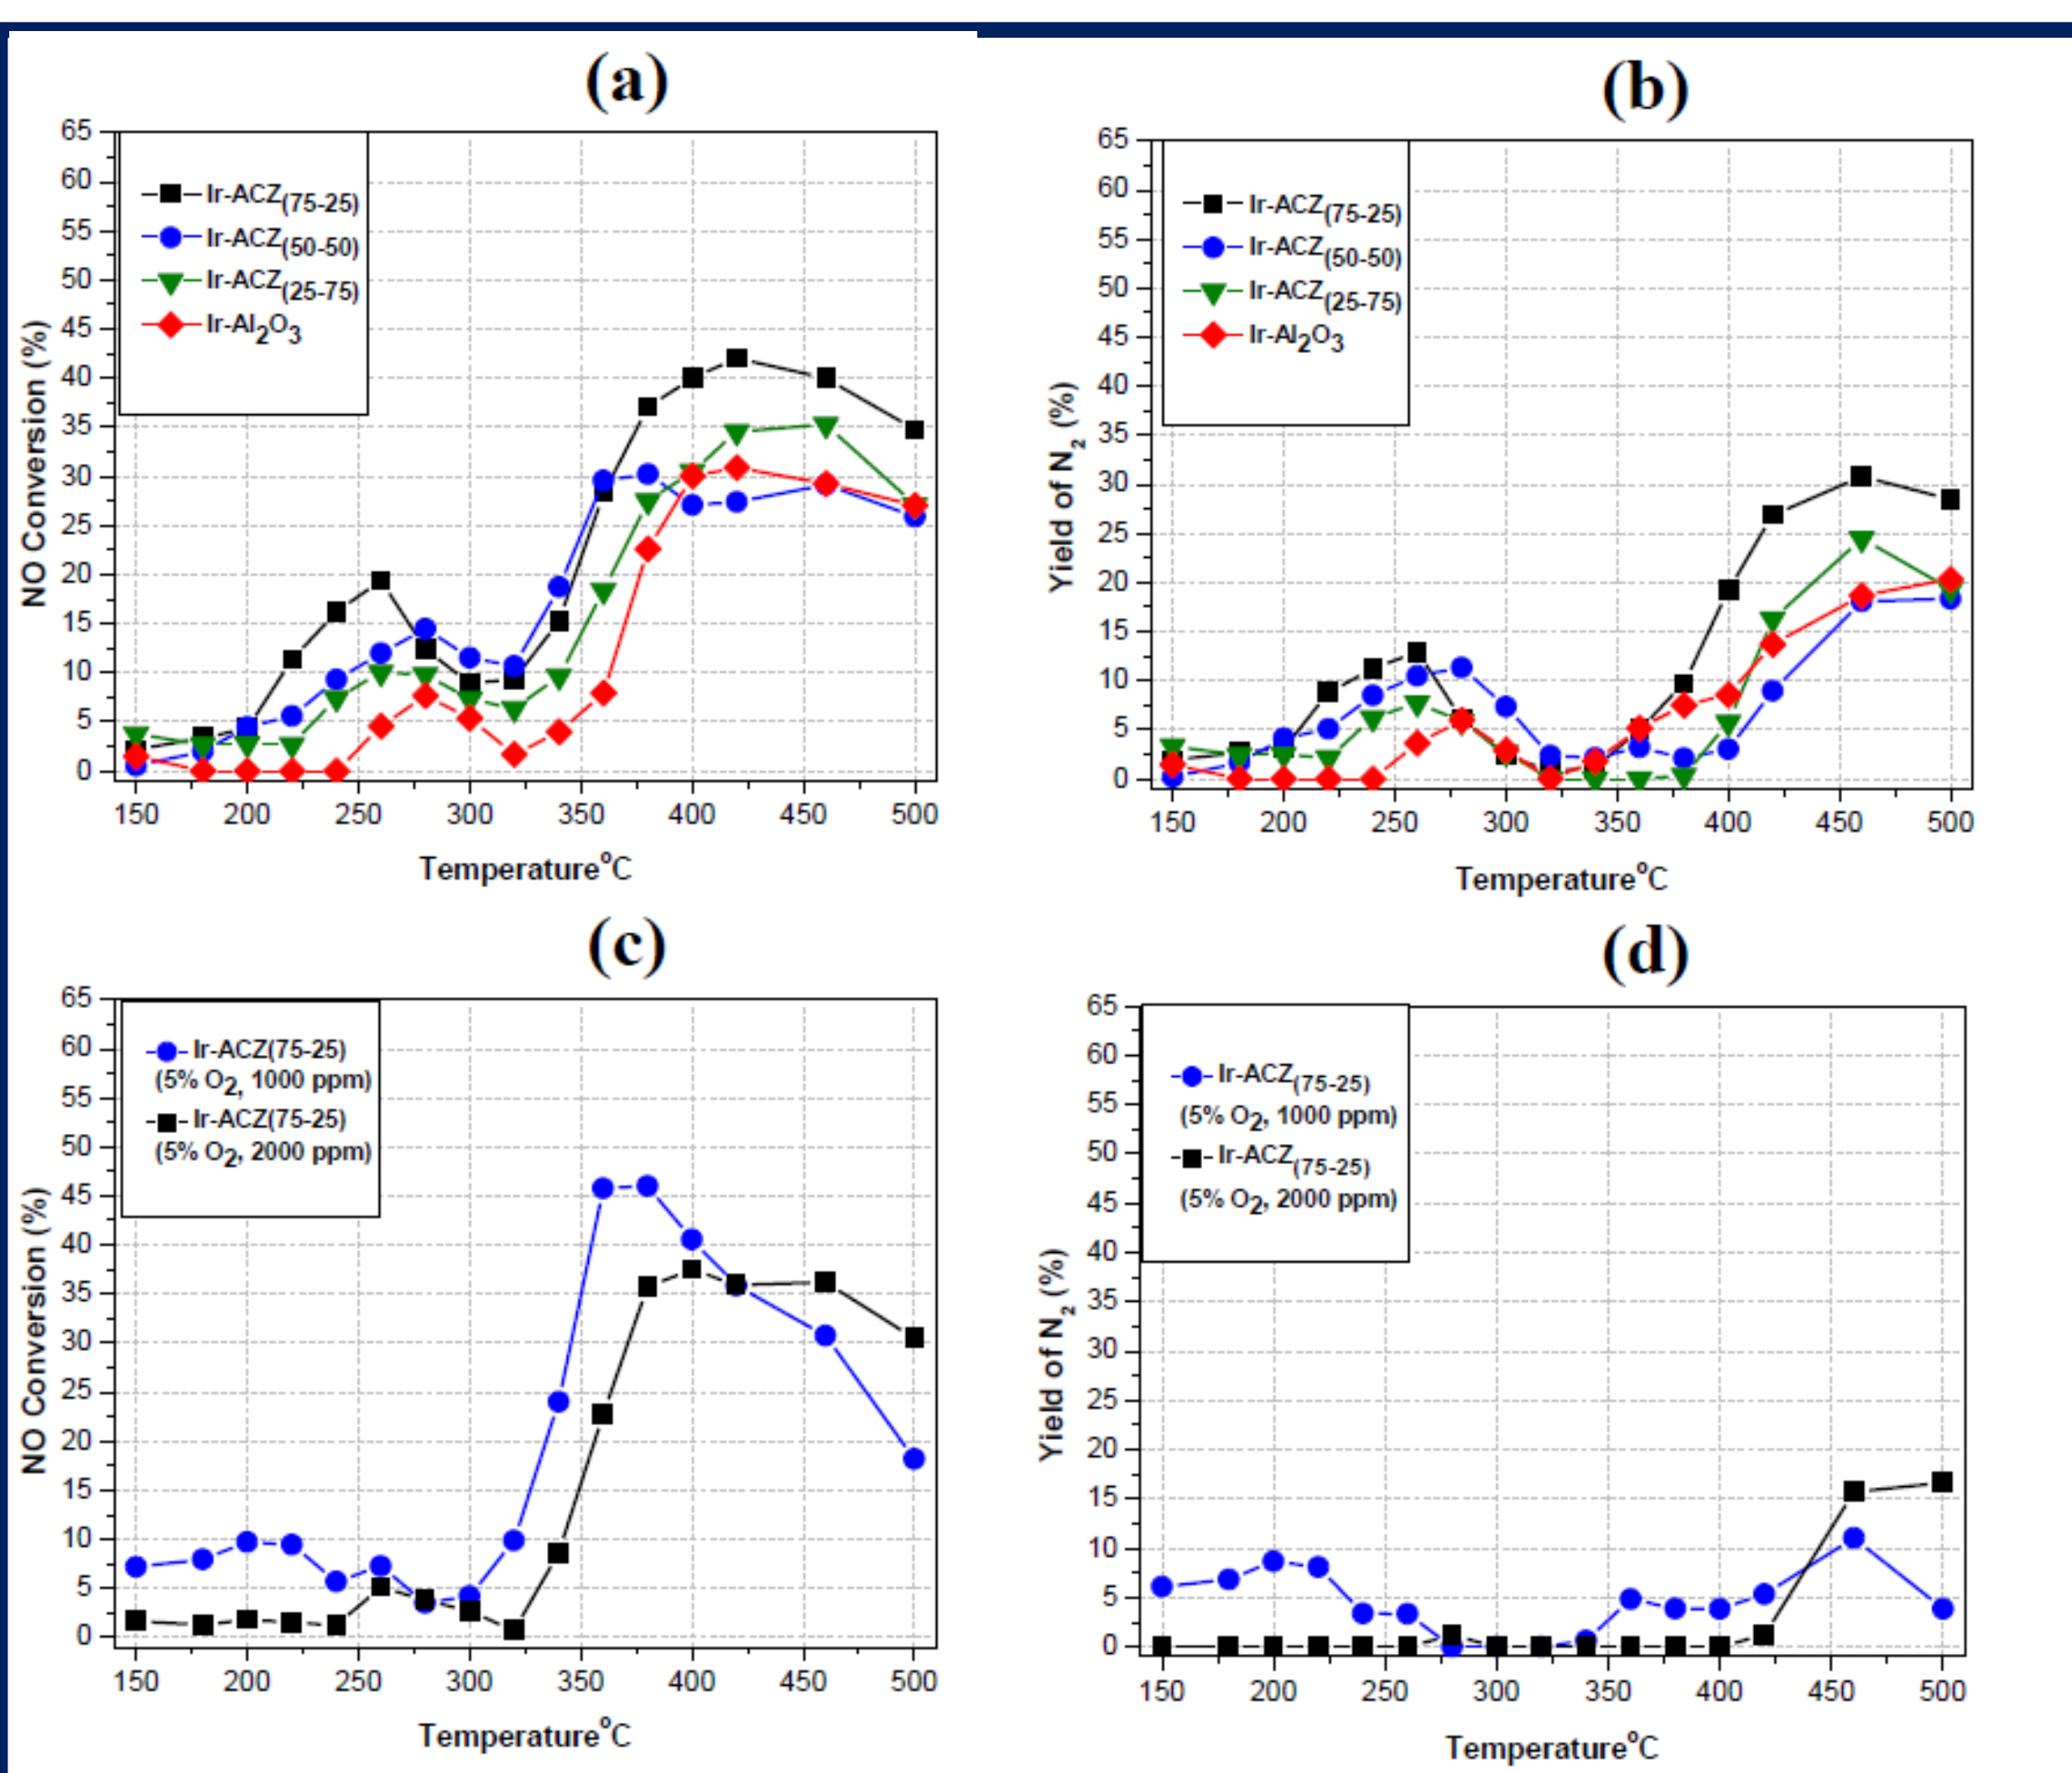 (a)
65
60
55
50
45
40
35
30
25
20
15
10
5
0
NO Conversion (%)
Ir-ACZ(75-25)
Ir-ACZ(50-50)
Ir-ACZ(25-75)
Ir-Al2O3
150 200 250 300 350 400 450 500
Temperature°C
(b)
65
60
55
50
45
40
35
30
25
20
15
10
5
0
Yield of N2 (%)
Ir-ACZ(75-25)
Ir-ACZ(50-50)
Ir-ACZ(25-75)
Ir-Al2O3
150 200 250 300 350 400 450 500
Temperature°C
(c)
65
60
55
50
45
40
35
30
25
20
15
10
5
0
NO Conversion (%)
Ir-ACZ(75-25)
(5% O2, 1000 ppm)
Ir-ACZ(75-25)
(5% O2, 2000 ppm)
150 200 250 300 350 400 450 500
Temperature°C
(d)
65
60
55
50
45
40
35
30
25
20
15
10
5
0
Yield of N2 (%)
Ir-ACZ(75-25)
(5% O2, 1000 ppm)
Ir-ACZ(75-25)
(5% O2, 2000 ppm)
150 200 250 300 350 400 450 500
Temperature°C